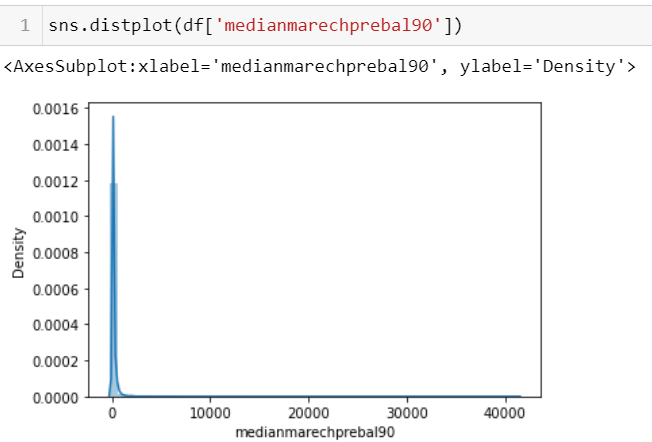 1 sns.distplot(df['medianmarechprebal90'])
<AxesSubplot:xlabel='medianmarechprebal90', ylabel='Density'>
0.0016
0.0014
0.0012
0.0010
0.0008
0.0006
0.0004
0.0002
0.0000
Density
0 10000 20000 30000 40000
medianmarechprebal90